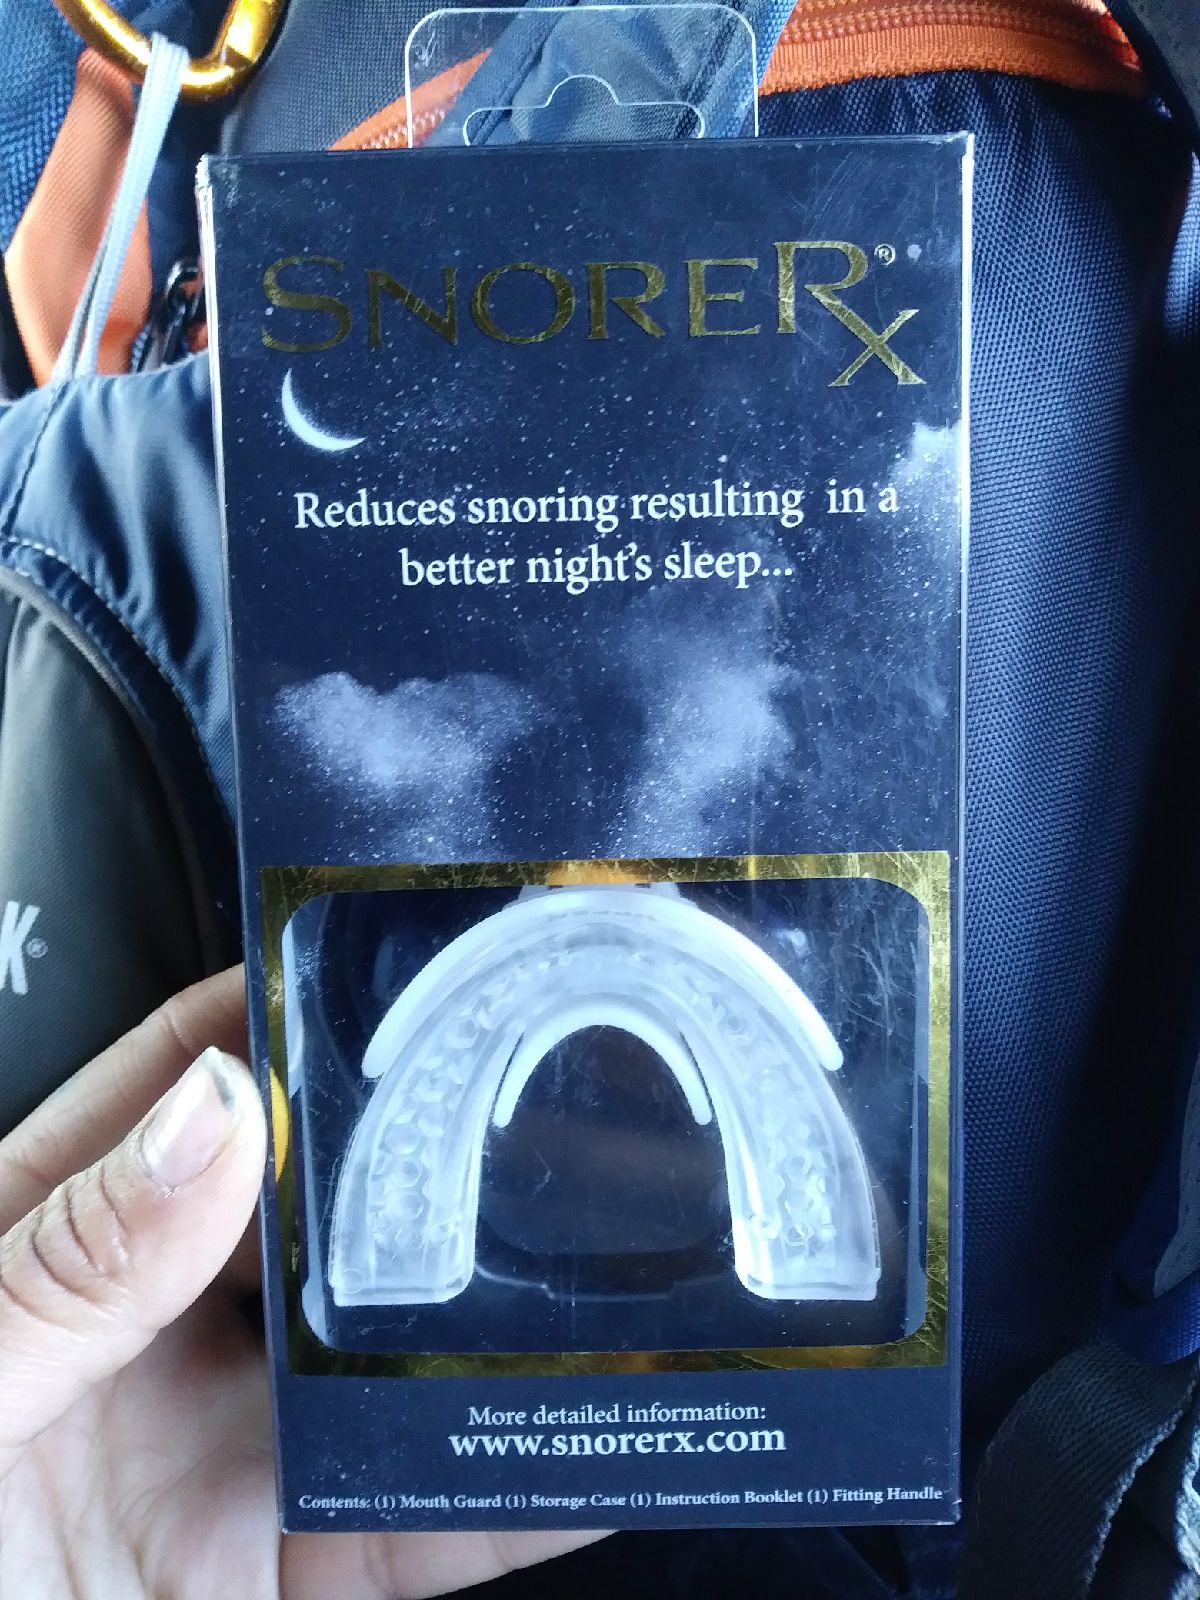 SNORERX®
Reduces snoring resulting in a
better night's sleep...
K®
More detailed information:
www.snorerx.com
Contents: (1) Mouth Guard (1) Storage Case (1) Instruction Booklet (1) Fitting Handle